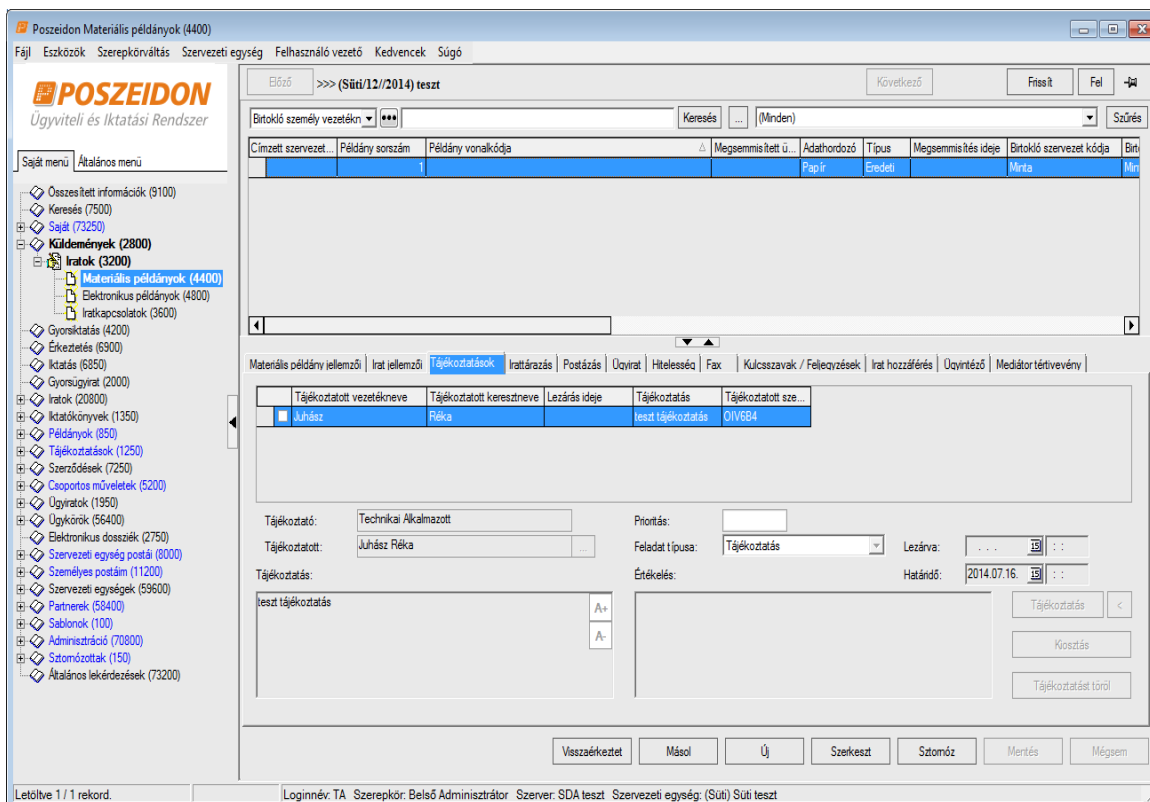 Poszeidon Materiális példányok (4400)
Fájl Eszközök Szerepkörváltás Szervezeti egység Felhasználó vezető Kedvencek Súgó
POSZEIDON
Ügyviteli és Iktatási Rendszer
Saját menü Általános menü
Összesített információk (9100)
Keresés (7500)
Saját (73250)
Küldemények (2800)
Iratok (3200)
Materiális példányok (4400)
Elektronikus példányok (4800)
Iratkapcsolatok (3600)
Gyorsiktatás (4200)
Érkeztetés (6900)
Iktatás (6850)
Gyorsügyirat (2000)
Iratok (20800)
Iktatókönyvek (1350)
Példányok (850)
Tájékoztatások (1250)
Szerződések (7250)
Csoportos műveletek (5200)
Ügyiratok (1950)
Ügykörök (56400)
Elektronikus dossziék (2750)
Szervezeti egység postái (8000)
Személyes postáim (11200)
Szervezeti egységek (59600)
Partnerek (58400)
Sablonok (100)
Adminisztráció (70800)
Sztornózottak (150)
Általános lekérdezések (73200)
Előző >>> (Süti/12//2014) teszt Következő Frissít Fel
Birtokló személy vezetékn ••• Keresés ... (Minden) Szűrés
Címzett szervezet... Példány sorszám Példány vonalkódja Megsemmisített ü... Adathordozó Típus Megsemmisítés ideje Birtokló szervezet kódja Birt
1 Papír Eredeti Minta Min
Materiális példány jellemzői Irat jellemzői Tájékoztatások Irattárazás Postázás Ügyirat Hitelesség Fax Kulcsszavak / Feljegyzések Irat hozzáférés Ügyintéző Mediátor tértivevény
Tájékoztatott vezetékneve Tájékoztatott keresztneve Lezárás ideje Tájékoztatás Tájékoztatott sze...
Juhász Réka teszt tájékoztatás OIV6B4
Tájékoztató: Technikai Alkalmazott Prioritás:
Tájékoztatott: Juhász Réka ... Feladat típusa: Tájékoztatás Lezárva: . . . 15 : :
Tájékoztatás: Értékelés: Határidő: 2014.07.16. 15 : :
teszt tájékoztatás A+ Tájékoztatás <
A-
Kiosztás
Tájékoztatást töröl
Visszaérkeztet Másol Új Szerkeszt Sztornóz Mentés Mégsem
Letöltve 1 / 1 rekord. Loginnév: TA Szerepkör: Belső Adminisztrátor Szerver: SDA teszt Szervezeti egység: (Süti) Süti teszt